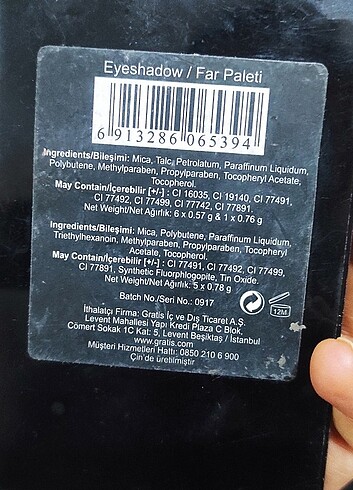 Eyeshadow / Far Paleti
6 913286 065394
Ingredients/Bileşimi: Mica, Talc, Petrolatum, Paraffinum Liquidum,
Polybutene, Methylparaben, Propylparaben, Tocopheryl Acetate,
Tocopherol.
May Contain/İçerebilir [+/-] : CI 16035, CI 19140, CI 77491,
CI 77492, CI 77499, CI 77742, CI 77891.
Net Weight/Net Ağırlık: 6 x 0.57 g & 1 x 0.76 g
Ingredients/Bileşimi: Mica, Polybutene, Paraffinum Liquidum,
Triethylhexanoin, Methylparaben, Propylparaben, Tocopheryl
Acetate, Tocopherol.
May Contain/İçerebilir [+/-] : CI 77491, CI 77492, CI 77499,
CI 77891, Synthetic Fluorphlogopite, Tin Oxide.
Net Weight/Net Ağırlık: 5 x 0,78 g
Batch No./Seri No.: 0917
12M
İthalatçı Firma: Gratis İç ve Dış Ticaret A.Ş.
Levent Mahallesi Yapı Kredi Plaza C Blok,
Cömert Sokak 1C Kat: 5, Levent Beşiktaş / İstanbul
www.gratis.com
Müşteri Hizmetleri Hattı: 0850 210 6 900
Çin'de üretilmiştir